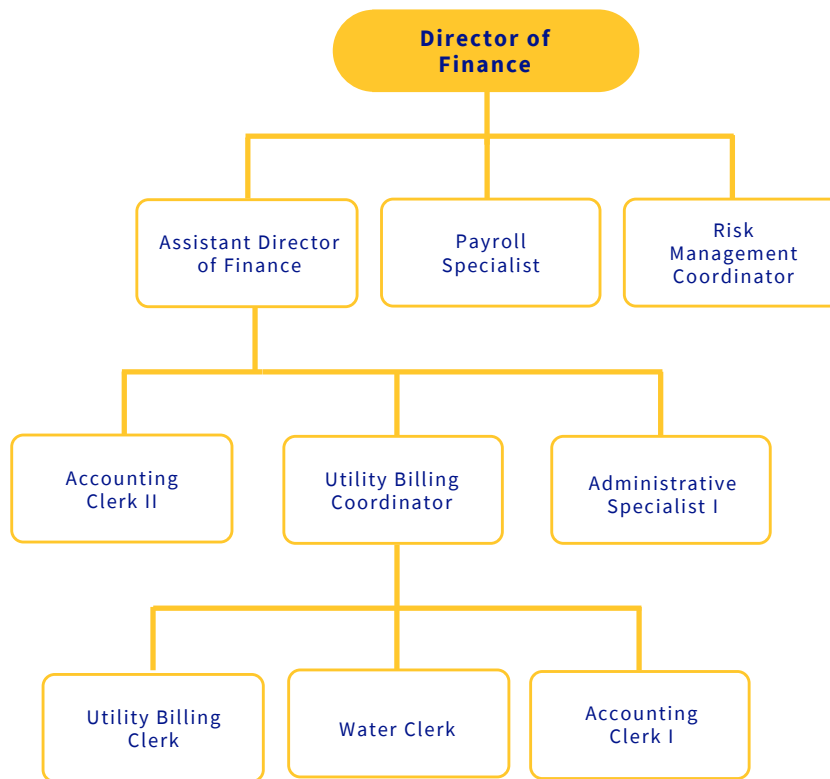 Director of
Finance
Assistant Director
of Finance
Payroll
Specialist
Risk
Management
Coordinator
Accounting
Clerk II
Utility Billing
Coordinator
Administrative
Specialist I
Utility Billing
Clerk
Water Clerk
Accounting
Clerk I